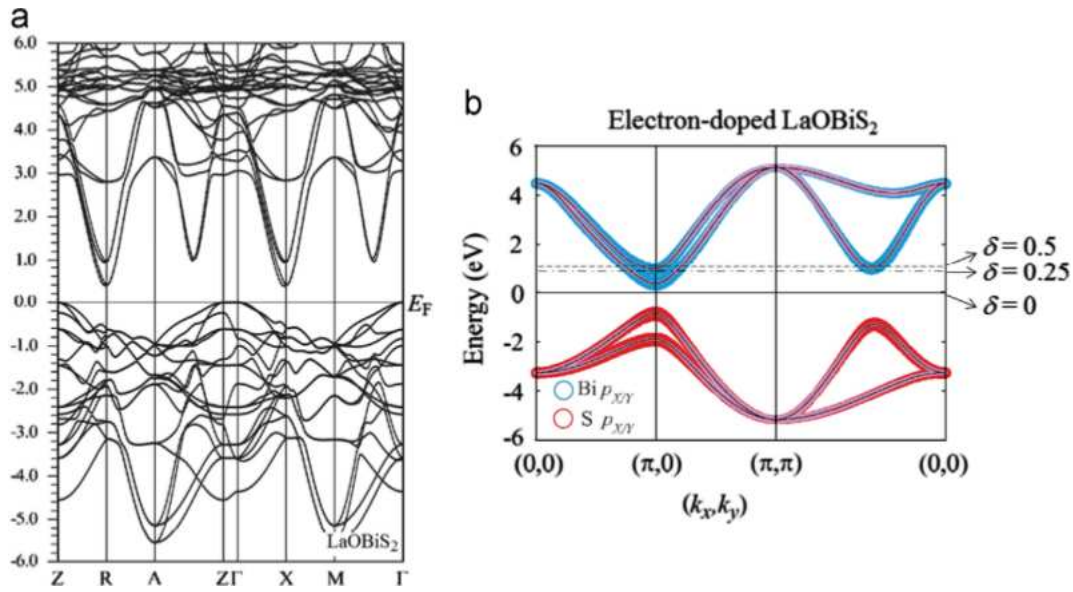 a
6.0
5.0
4.0
3.0
2.0
1.0
0.0
-1.0
-2.0
-3.0
-4.0
-5.0
-6.0
E_F
LaOBiS₂
Z R A Z Γ X M Γ
b
Electron-doped LaOBiS₂
Energy (eV)
6
4
2
0
-2
-4
-6
δ = 0.5
δ = 0.25
δ = 0
Bi p_X/Y
S p_X/Y
(0,0) (π,0) (π,π) (0,0)
(k_x,k_y)